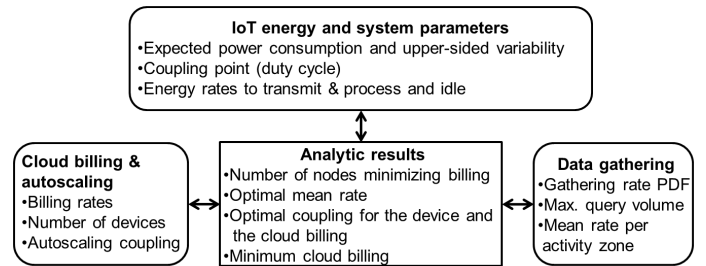 IoT energy and system parameters
•Expected power consumption and upper-sided variability
•Coupling point (duty cycle)
•Energy rates to transmit & process and idle
Cloud billing &
autoscaling
•Billing rates
•Number of devices
•Autoscaling coupling
Analytic results
•Number of nodes minimizing billing
•Optimal mean rate
•Optimal coupling for the device and
the cloud billing
•Minimum cloud billing
Data gathering
•Gathering rate PDF
•Max. query volume
•Mean rate per
activity zone